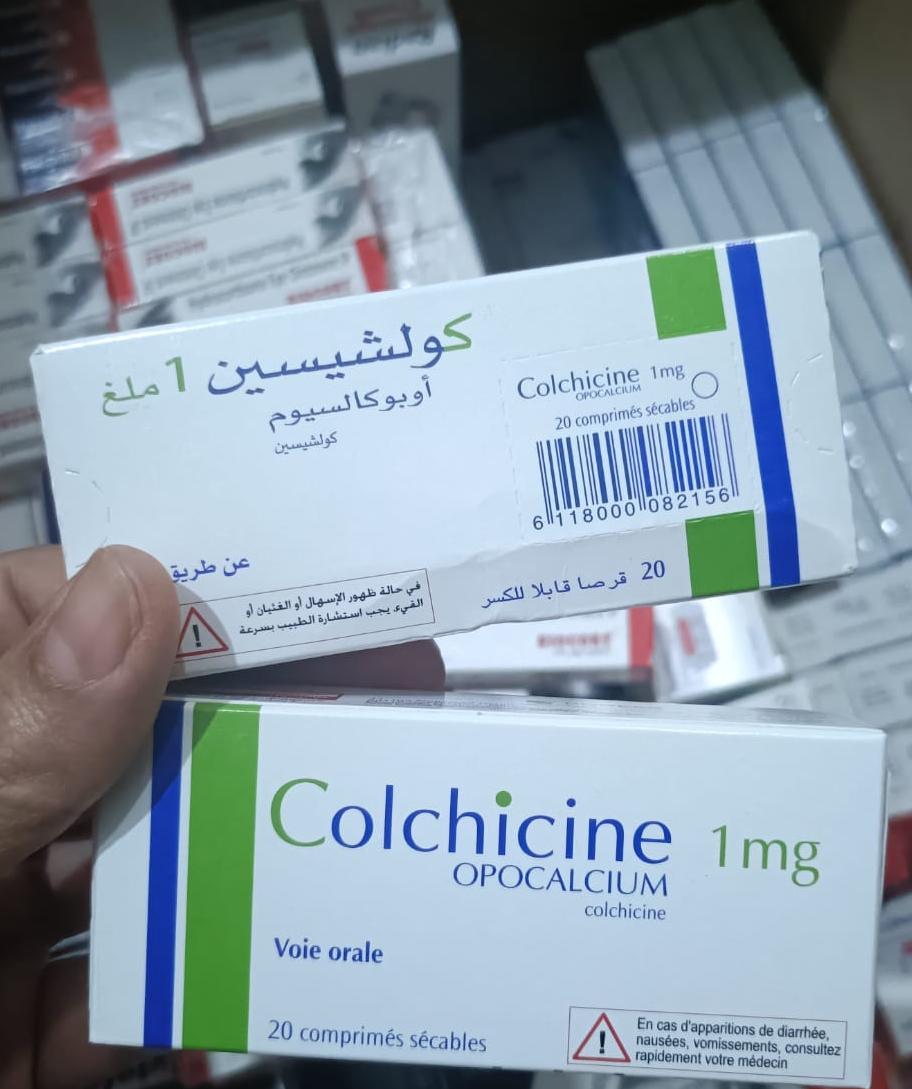 كولشيسين 1 ملغ
أوبوكالسيوم
كولشيسين
عن طريق
في حالة ظهور الإسهال أو الغثيان أو
القيء. يجب استشارة الطبيب بسرعة
Colchicine 1mg
OPOCALCIUM
20 comprimés sécables
6 118000 082156
20 قرصا قابلا للكسر
Colchicine 1mg
OPOCALCIUM
colchicine
Voie orale
20 comprimés sécables
En cas d'apparitions de diarrhée,
nausées, vomissements, consultez
rapidement votre médecin